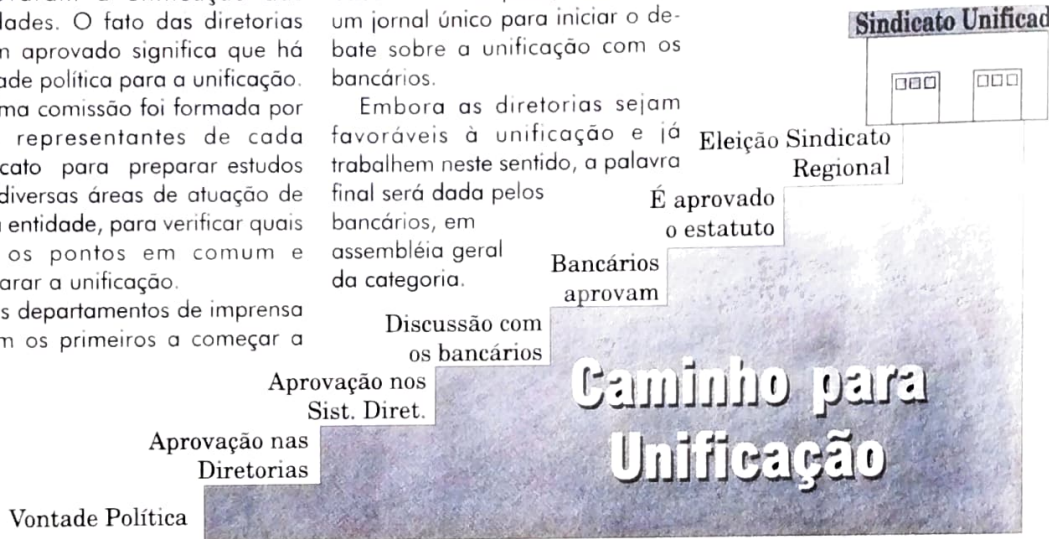 dades. O fato das diretorias
aprovado significa que há
ade política para a unificação.
ma comissão foi formada por
representantes de cada
cato para preparar estudos
diversas áreas de atuação de
entidade, para verificar quais
os pontos em comum e
arar a unificação.
s departamentos de imprensa
m os primeiros a começar a
um jornal único para iniciar o de-
bate sobre a unificação com os
bancários.
Embora as diretorias sejam
favoráveis à unificação e já
trabalhem neste sentido, a palavra
final será dada pelos
bancários, em
assembléia geral
da categoria.
Sindicato Unificad
Eleição Sindicato
Regional
É aprovado
o estatuto
Bancários
aprovam
Discussão com
os bancários
Aprovação nos
Sist. Diret.
Aprovação nas
Diretorias
Vontade Política
Caminho para
Unificação